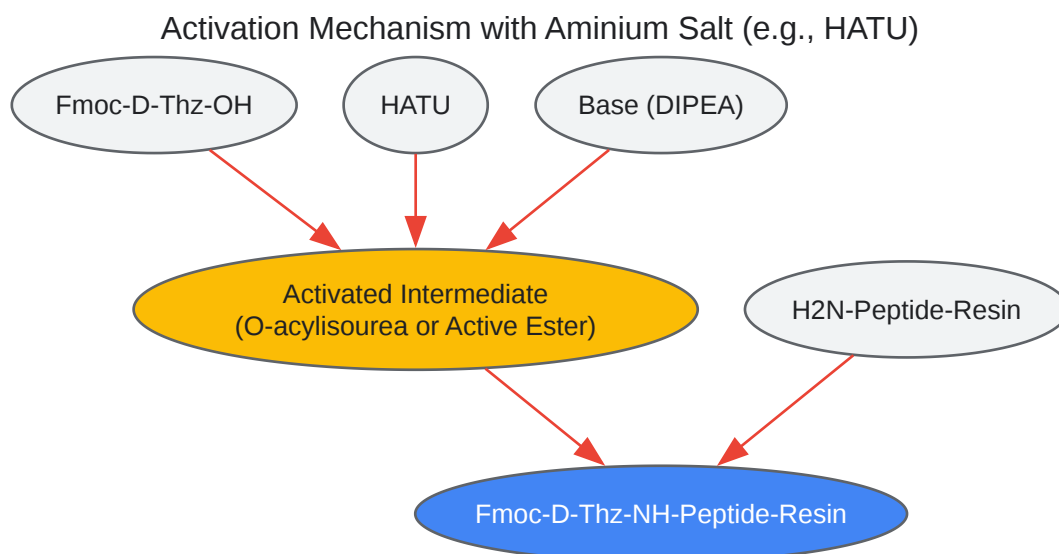 Activation Mechanism with Aminium Salt (e.g., HATU)
Fmoc-D-Thz-OH
HATU
Base (DIPEA)
Activated Intermediate
(O-acylisourea or Active Ester)
H2N-Peptide-Resin
Fmoc-D-Thz-NH-Peptide-Resin